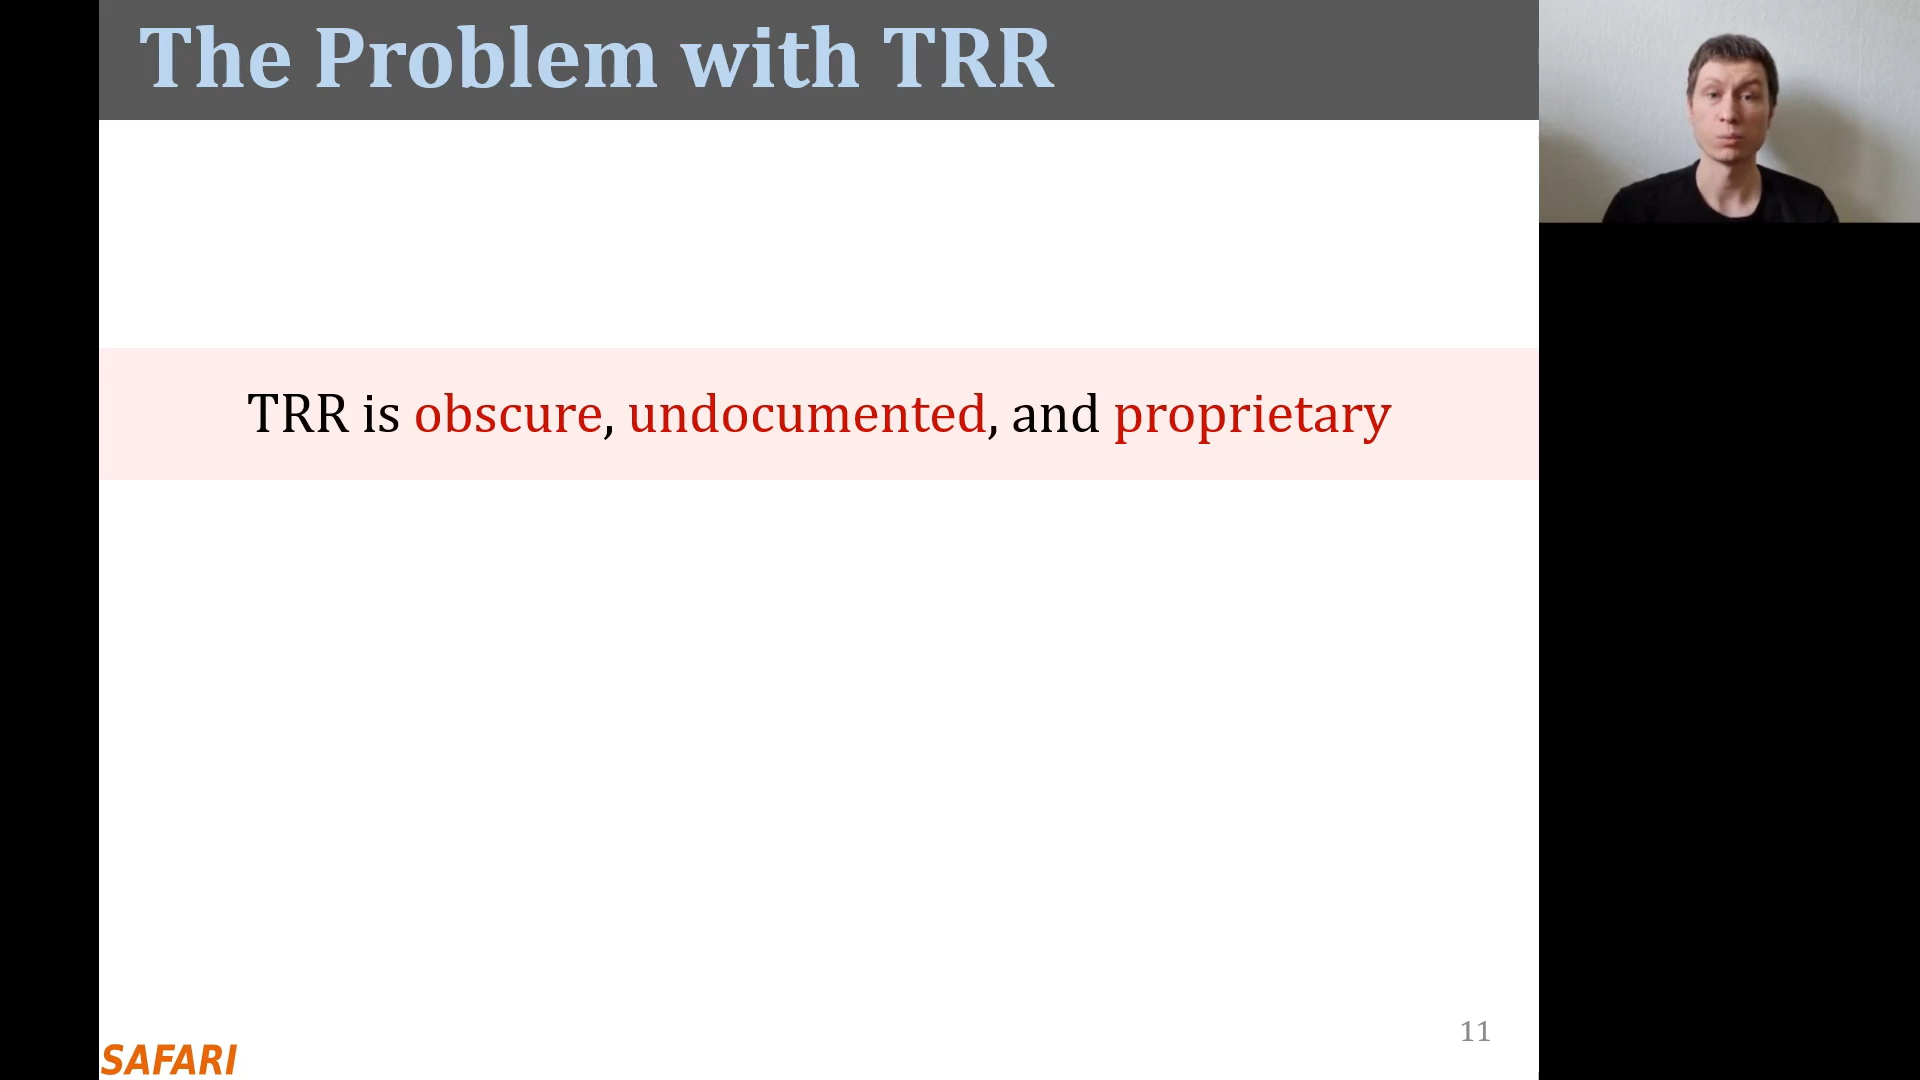 The Problem with TRR
TRR is obscure, undocumented, and proprietary
11
SAFARI